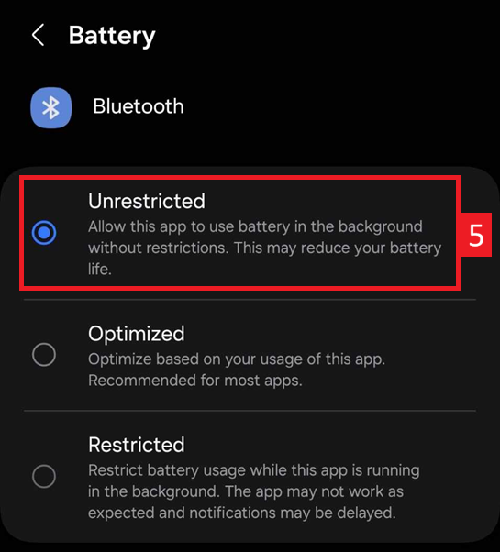 Battery
Bluetooth
Unrestricted
Allow this app to use battery in the background
without restrictions. This may reduce your battery
life.
5
Optimized
Optimize based on your usage of this app.
Recommended for most apps.
Restricted
Restrict battery usage while this app is running
in the background. The app may not work as
expected and notifications may be delayed.